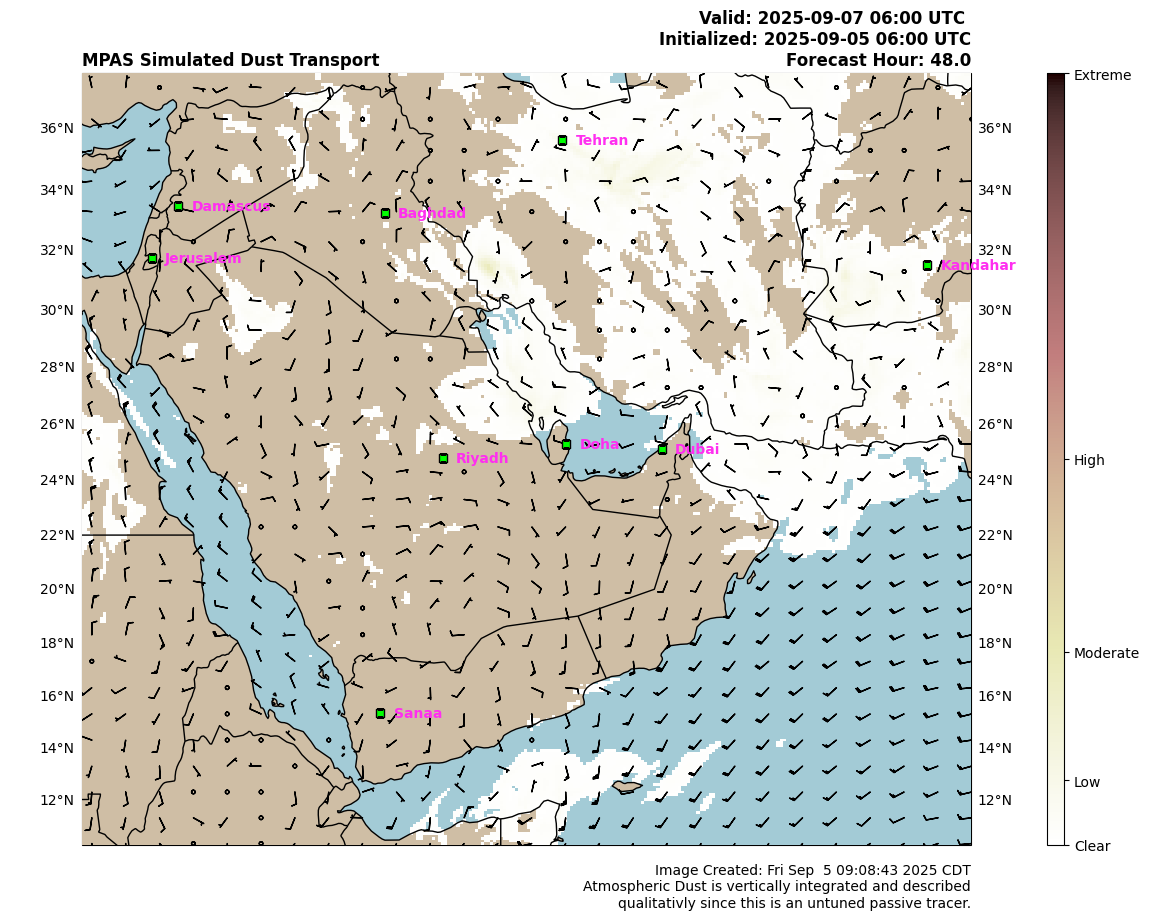 Valid: 2025-09-07 06:00 UTC
Initialized: 2025-09-05 06:00 UTC
MPAS Simulated Dust Transport Forecast Hour: 48.0
Extreme
36°N 36°N
Tehran
34°N 34°N
Damascus
Baghdad
32°N 32°N
Jerusalem
Kandahar
30°N 30°N
28°N 28°N
26°N 26°N
Doha
Dubai
Riyadh
High
24°N 24°N
22°N 22°N
20°N 20°N
18°N 18°N
Moderate
16°N 16°N
Sanaa
14°N 14°N
Low
12°N 12°N
Clear
Image Created: Fri Sep  5 09:08:43 2025 CDT
Atmospheric Dust is vertically integrated and described
qualitativly since this is an untuned passive tracer.